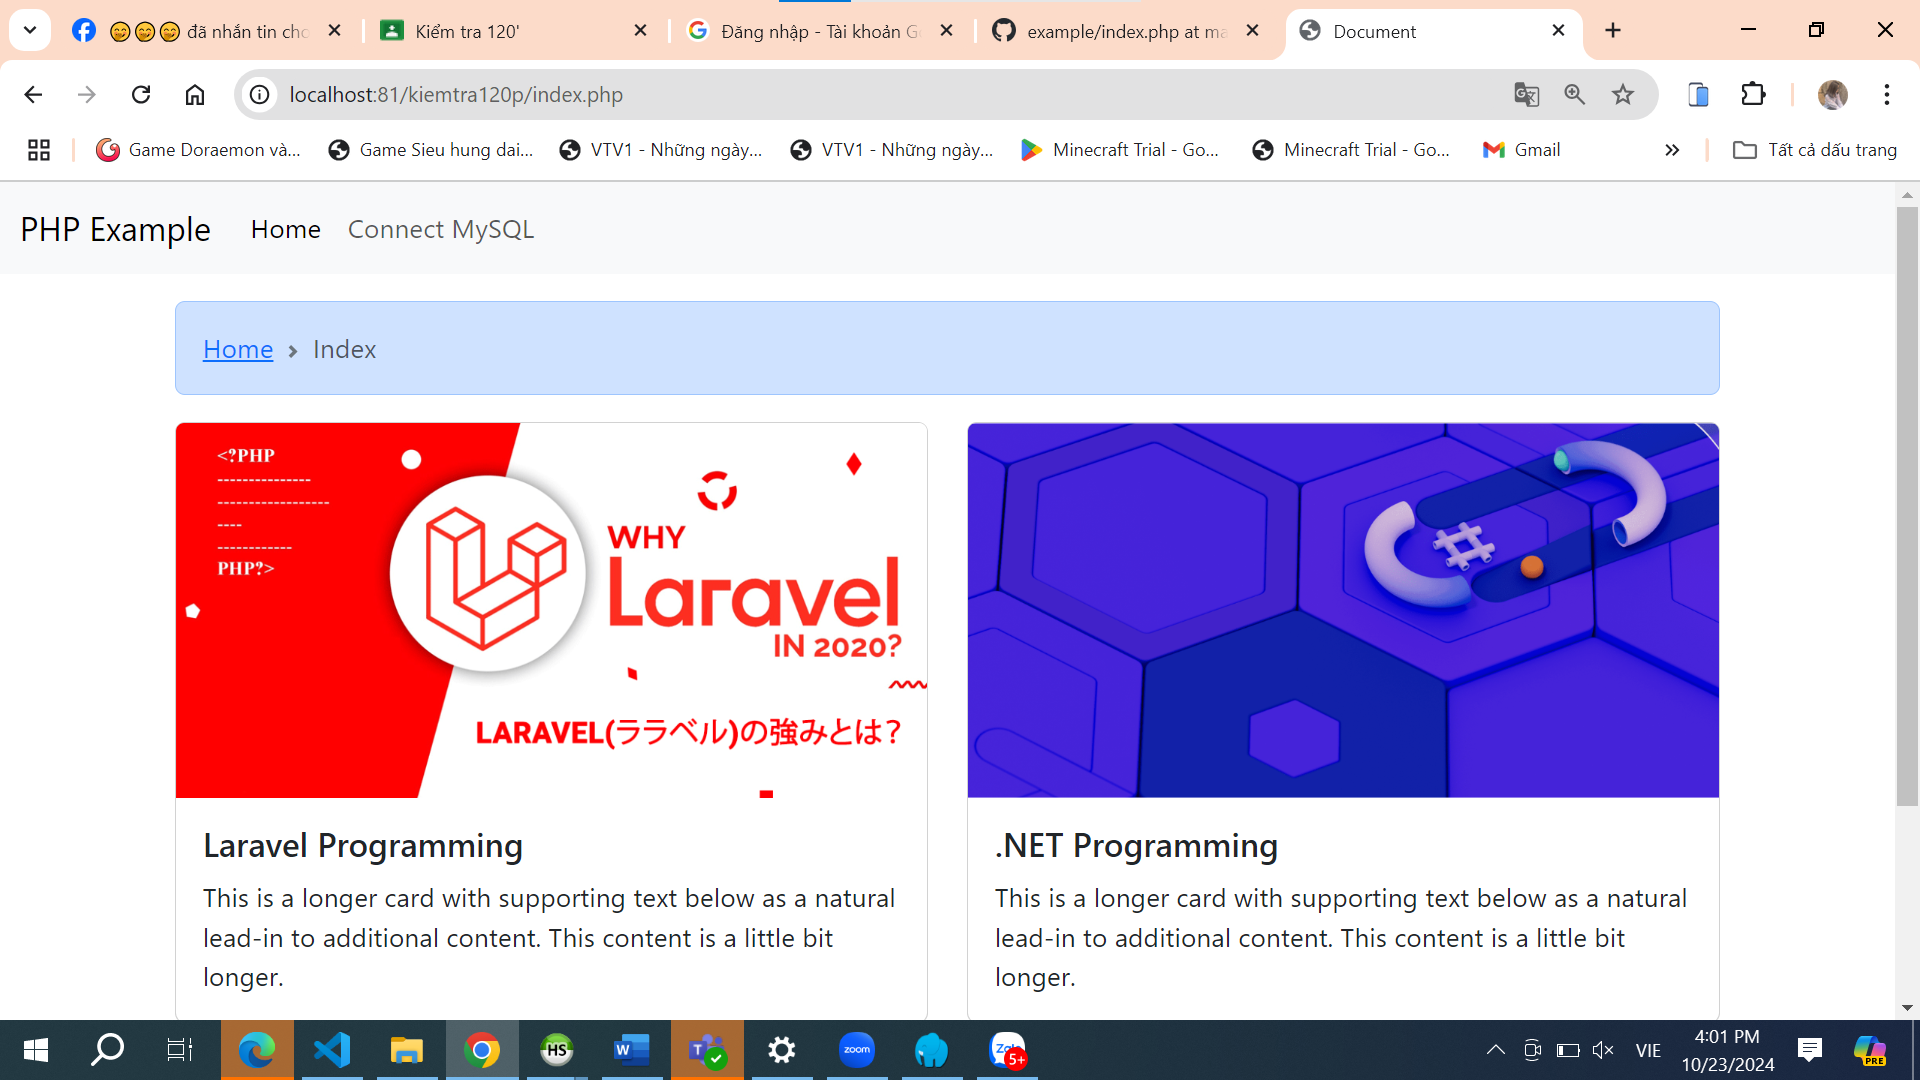 😊😊😊 đã nhắn tin cho
Kiểm tra 120'
Đăng nhập - Tài khoản Go
example/index.php at ma
Document
localhost:81/kiemtra120p/index.php
Game Doraemon và...
Game Sieu hung dai...
VTV1 - Những ngày...
VTV1 - Những ngày...
Minecraft Trial - Go...
Minecraft Trial - Go...
Gmail
Tất cả dấu trang
PHP Example
Home
Connect MySQL
Home
Index
<?PHP
---------------
------------------
----
------------
PHP?>
WHY
Laravel
IN 2020?
LARAVEL(ララベル)の強みとは?
Laravel Programming
This is a longer card with supporting text below as a natural
lead-in to additional content. This content is a little bit
longer.
.NET Programming
This is a longer card with supporting text below as a natural
lead-in to additional content. This content is a little bit
longer.
HS
W
T
zoom
Zalo
5+
VIE
4:01 PM
10/23/2024
PRE